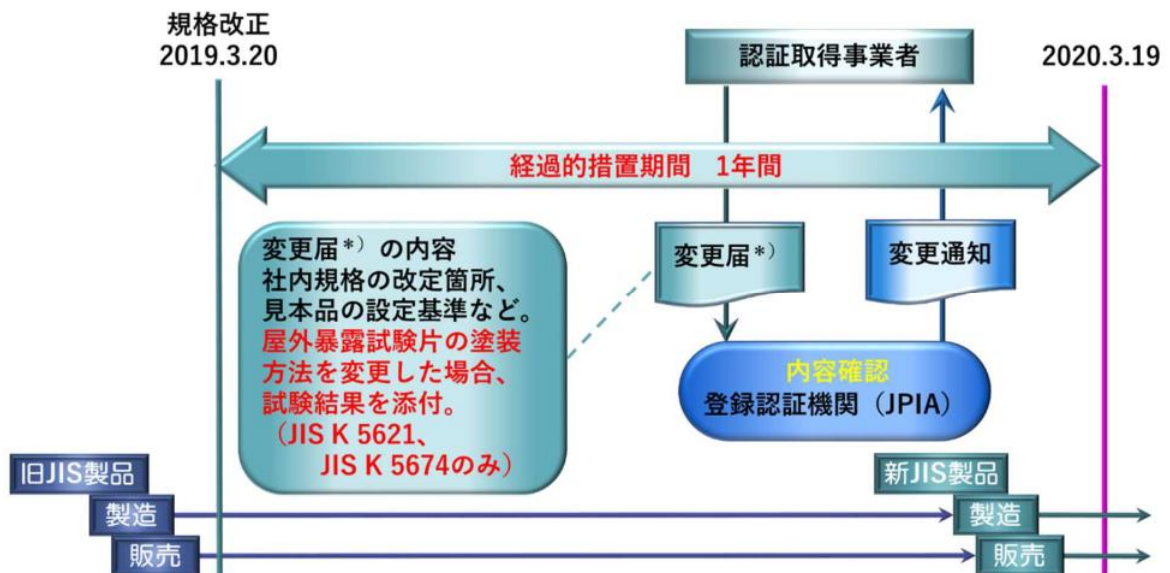 規格改正
2019.3.20
認証取得事業者
2020.3.19
経過的措置期間　1年間
変更届*）の内容
社内規格の改定箇所、
見本品の設定基準など。
屋外暴露試験片の塗装
方法を変更した場合、
試験結果を添付。
（JIS K 5621、
JIS K 5674のみ）
変更届*）
変更通知
内容確認
登録認証機関（JPIA）
旧JIS製品
製造
販売
新JIS製品
製造
販売